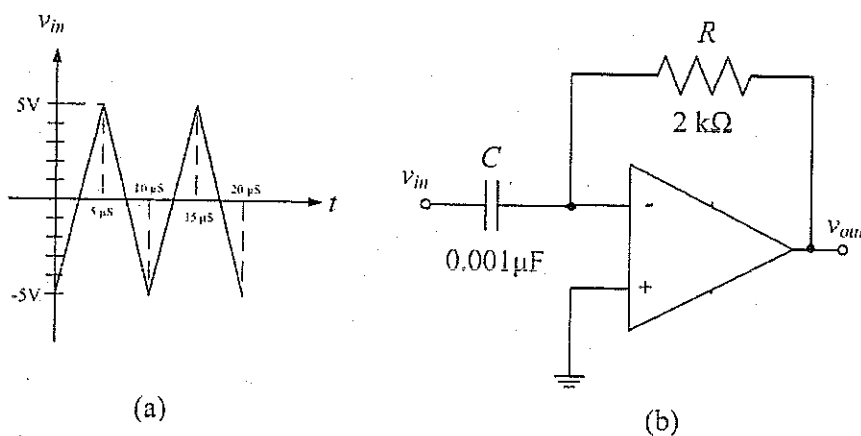 v_in
5V
10 μS
20 μS
5 μS
15 μS
t
-5V
(a)
R
2 kΩ
C
v_in
0.001μF
-
+
v_out
(b)